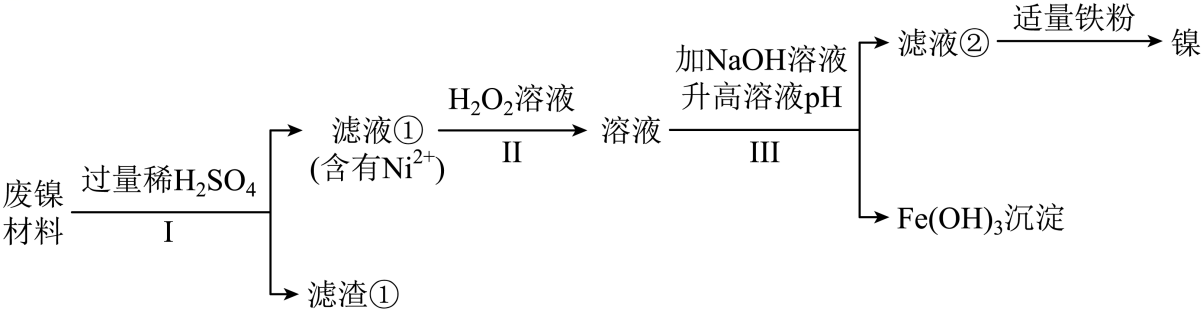 废镍
材料
过量稀H₂SO₄
I
滤液①
(含有Ni²⁺)
滤渣①
H₂O₂溶液
II
溶液
加NaOH溶液
升高溶液pH
III
滤液②
适量铁粉
镍
Fe(OH)₃沉淀